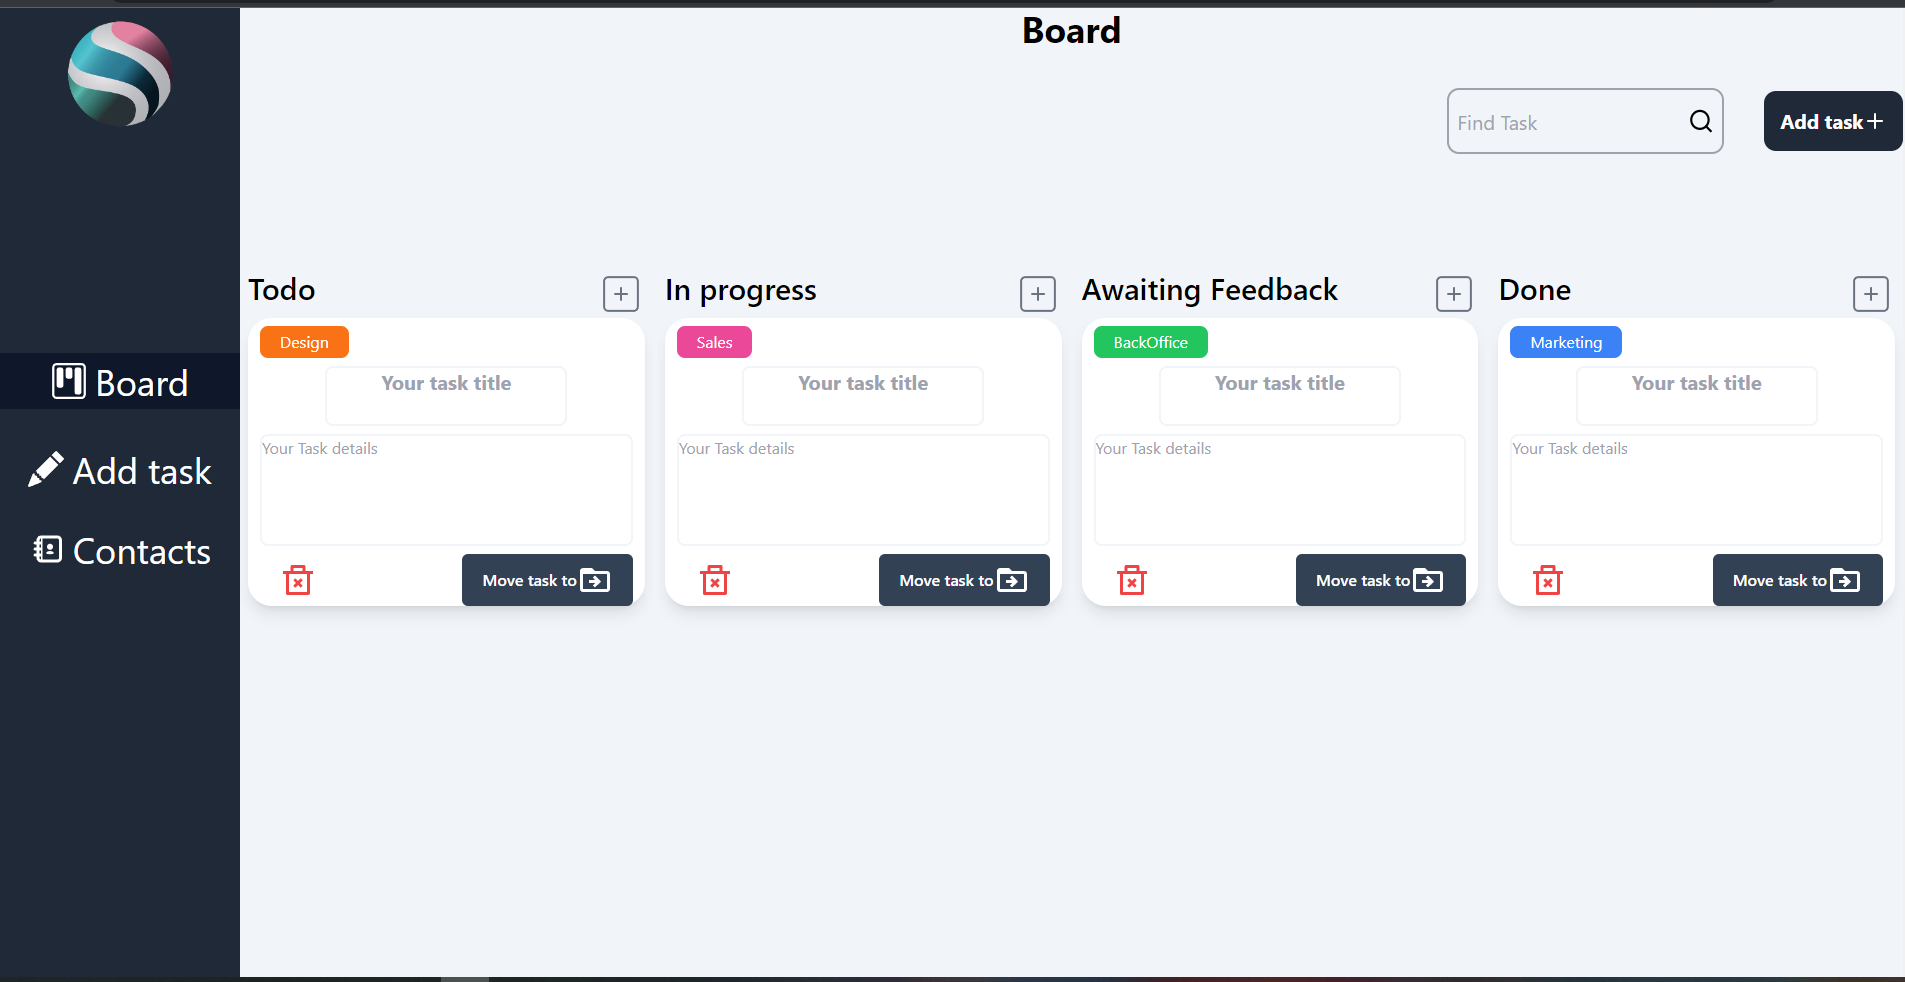 Board
Find Task
Add task
Board
Add task
Contacts
Todo
In progress
Awaiting Feedback
Done
Design
Your task title
Your Task details
Move task to
Sales
Your task title
Your Task details
Move task to
BackOffice
Your task title
Your Task details
Move task to
Marketing
Your task title
Your Task details
Move task to